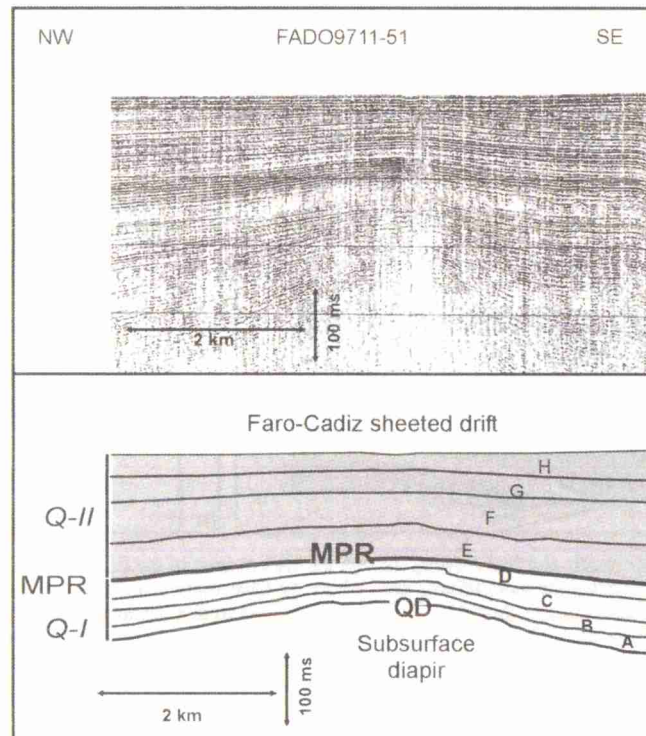 NW FADO9711-51 SE
2 km
100 ms
Faro-Cadiz sheeted drift
H
G
Q-II
F
E
MPR
MPR
D
C
QD
B
Q-I
A
Subsurface
diapir
2 km
100 ms